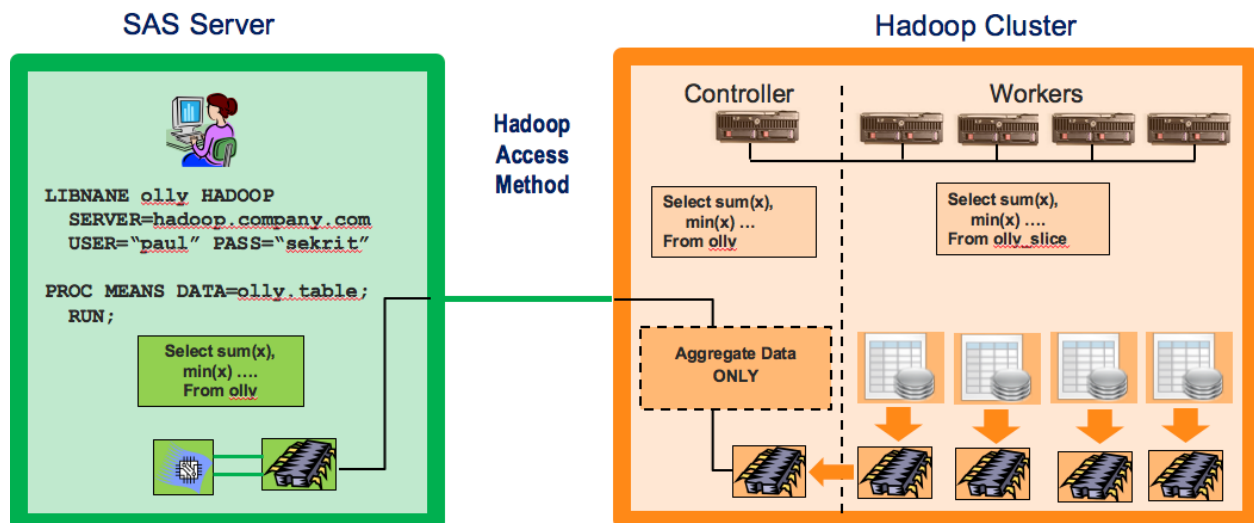 SAS Server
Hadoop Cluster
LIBNANE olly HADOOP
SERVER=hadoop.company.com
USER=“paul” PASS=“sekrit”
PROC MEANS DATA=olly.table;
RUN;
Select sum(x),
min(x) ....
From olly
Hadoop
Access
Method
Controller
Workers
Select sum(x),
min(x) ...
From olly
Select sum(x),
min(x) ....
From olly_slice
Aggregate Data
ONLY